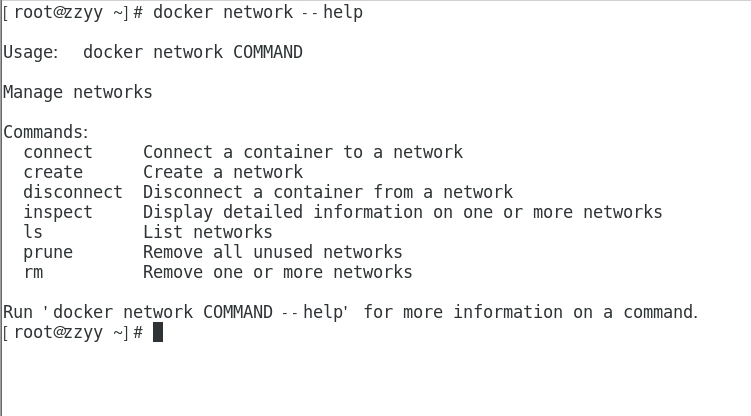 [root@zzyy ~]# docker network --help
Usage:  docker network COMMAND
Manage networks
Commands:
  connect     Connect a container to a network
  create      Create a network
  disconnect  Disconnect a container from a network
  inspect     Display detailed information on one or more networks
  ls          List networks
  prune       Remove all unused networks
  rm          Remove one or more networks
Run 'docker network COMMAND --help' for more information on a command.
[root@zzyy ~]#